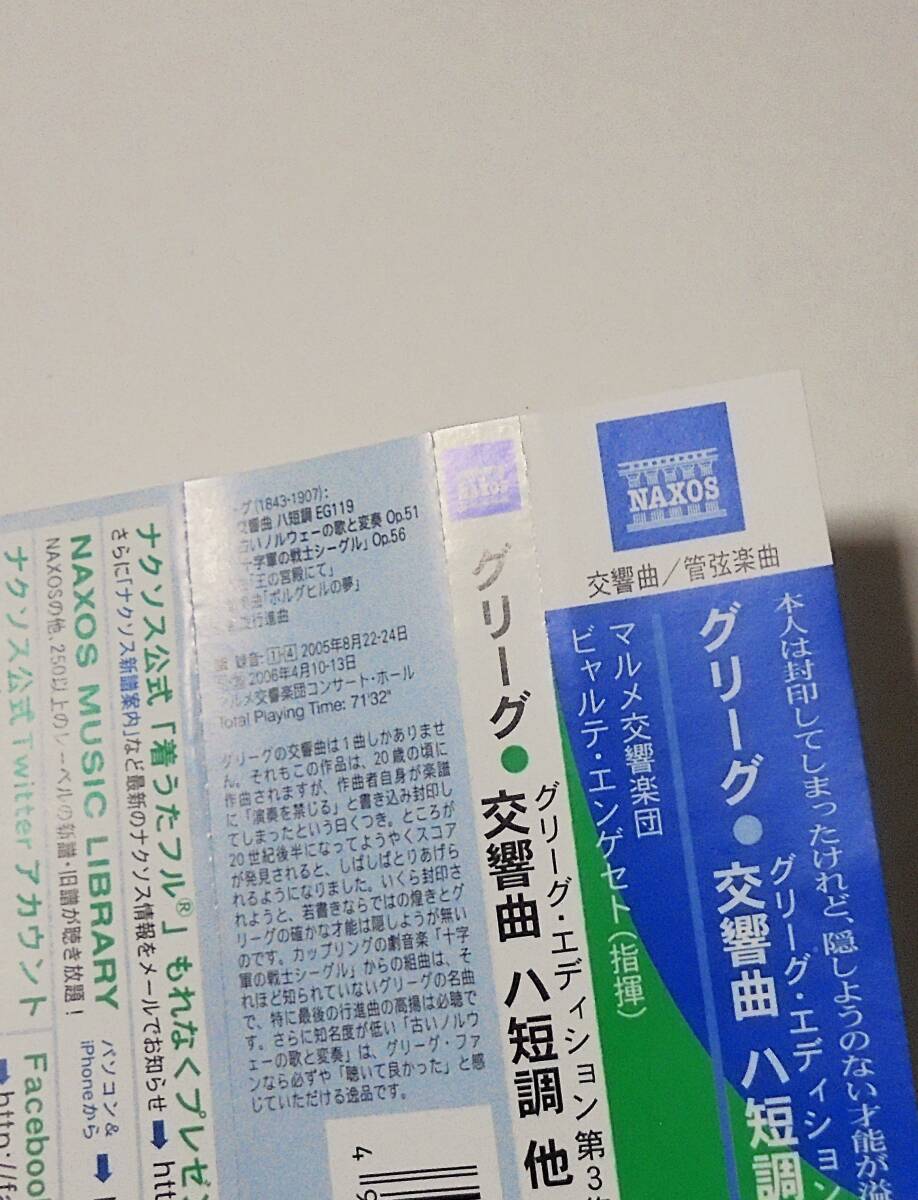 NAXOS
交響曲／管弦楽曲
本人は封印してしまったけれど、隠しようのない才能が溢
グリーグ●交響曲 ハ短調
グリーグ・エディション
マルメ交響楽団
ビャルテ・エンゲセト（指揮）
グリーグ●交響曲 ハ短調 他
グリーグ・エディション 第3
グ(1843-1907):
交響曲 ハ短調 EG119
古いノルウェーの歌と変奏 Op.51
十字軍の戦士シーグル」Op.56
「王の宮殿にて」
曲「ボルグヒルの夢」
行進曲
録音: 1-4 2005年8月22-24日
2006年4月10-13日
ルメ交響楽団コンサート・ホール
Total Playing Time: 71'32"
グリーグの交響曲は1曲しかありませ
ん。それもこの作品は、20歳の頃に
作曲されますが、作曲者自身が楽譜
に「演奏を禁じる」と書き込み封印し
てしまったという曰くつき。ところが
20世紀後半になってようやくスコア
が発見されると、しばしばとりあげら
れるようになりました。いくら封印さ
れようと、若書きならではの煌きとグ
リーグの確かな才能は隠しようが無い
のです。カップリングの劇音楽「十字
軍の戦士シーグル」からの組曲は、そ
れほど知られていないグリーグの名曲
で、特に最後の行進曲の高揚は必聴で
す。さらに知名度が低い「古いノルウ
ェーの歌と変奏」は、グリーグ・ファ
ンなら必ずや「聴いて良かった」と感
じていただける逸品です。
4
ナクソス公式「着うたフル®」もれなくプレゼン
さらに「ナクソス新譜案内」など最新のナクソス情報をメールでお知らせ ➡ htt
NAXOS MUSIC LIBRARY パソコン& iPhoneから ➡
NAXOSの他、250以上のレーベルの新譜・旧譜が聴き放題！
ナクソス公式Twitterアカウント
Facebook
➡http://fa